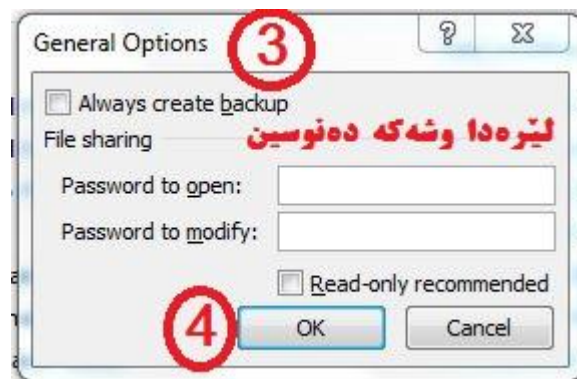 General Options
3
Always create backup
لێرەدا وشەکە دەنوسین
File sharing
Password to open:
Password to modify:
Read-only recommended
4
OK
Cancel